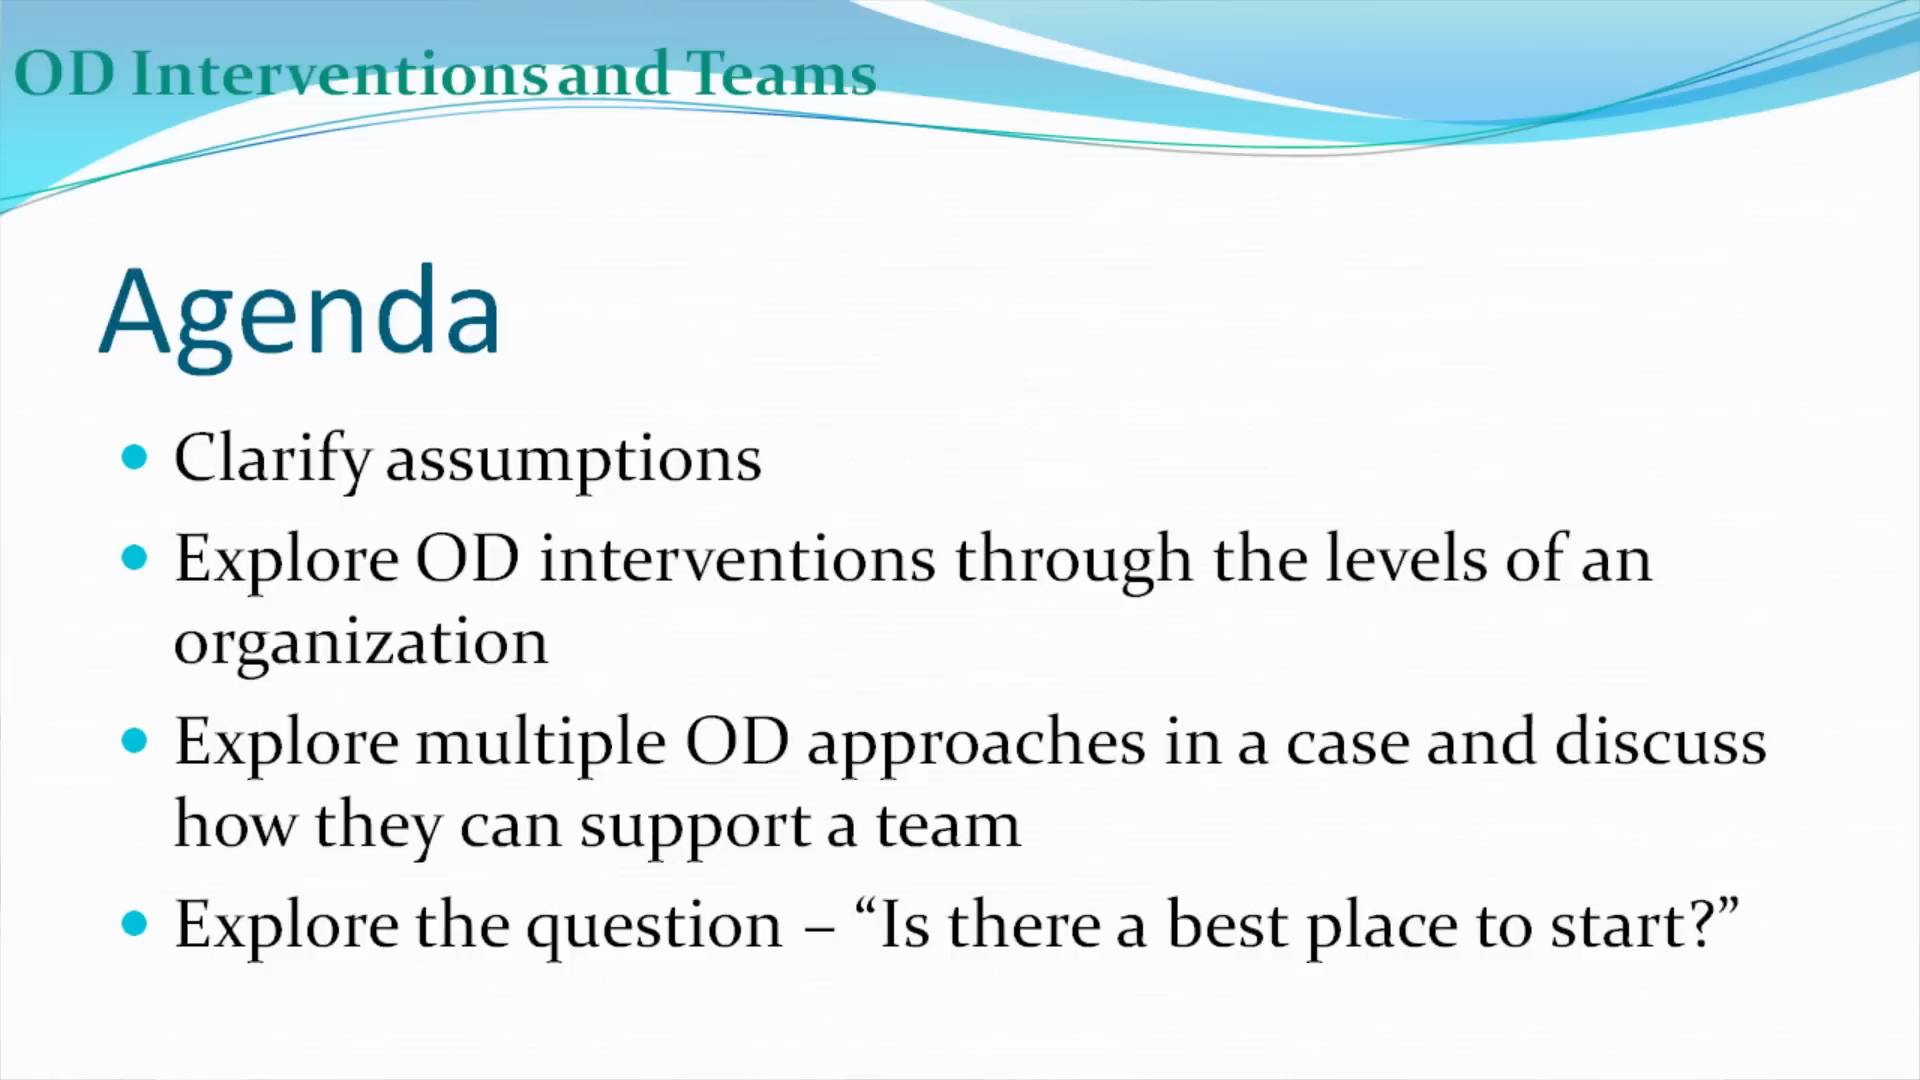 OD Interventions and Teams
Agenda
• Clarify assumptions
• Explore OD interventions through the levels of an
organization
• Explore multiple OD approaches in a case and discuss
how they can support a team
• Explore the question – “Is there a best place to start?”